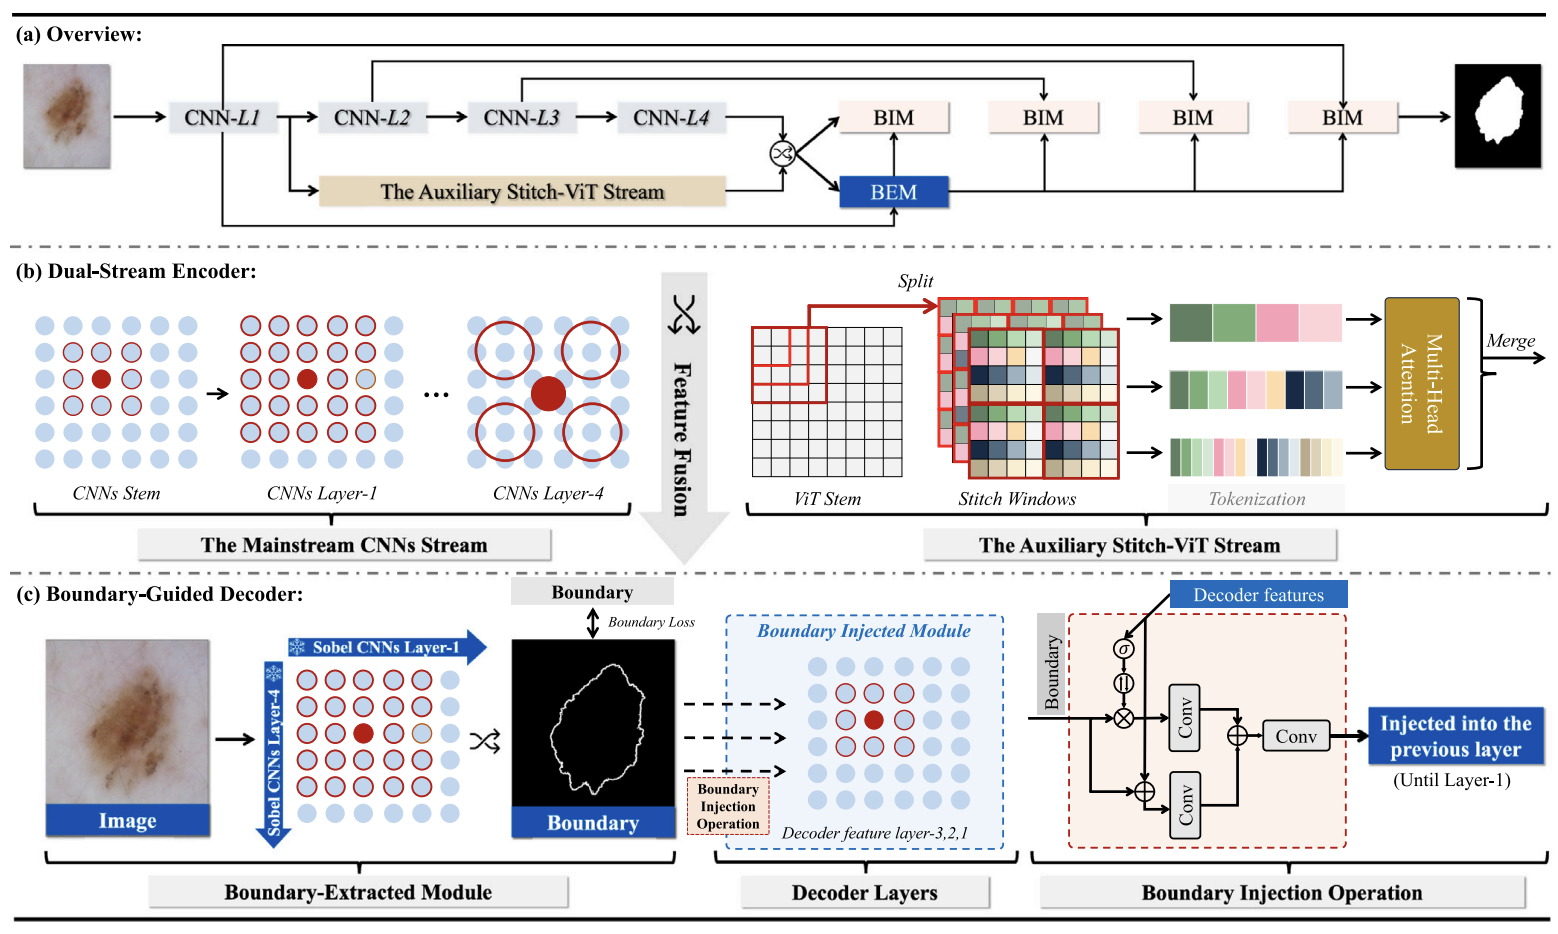 (a) Overview:
CNN-L1
CNN-L2
CNN-L3
CNN-L4
BIM
BIM
BIM
BIM
The Auxiliary Stitch-ViT Stream
BEM
(b) Dual-Stream Encoder:
CNNs Stem
CNNs Layer-1
...
CNNs Layer-4
The Mainstream CNNs Stream
Feature Fusion
Split
ViT Stem
Stitch Windows
Tokenization
Multi-Head
Attention
Merge
The Auxiliary Stitch-ViT Stream
(c) Boundary-Guided Decoder:
Image
Sobel CNNs Layer-1
Sobel CNNs Layer-4
Boundary
Boundary Loss
Boundary
Boundary-Extracted Module
Boundary
Injection
Operation
Boundary Injected Module
Decoder feature layer-3,2,1
Decoder Layers
Decoder features
Boundary
σ
Conv
Conv
Conv
Injected into the
previous layer
(Until Layer-1)
Boundary Injection Operation